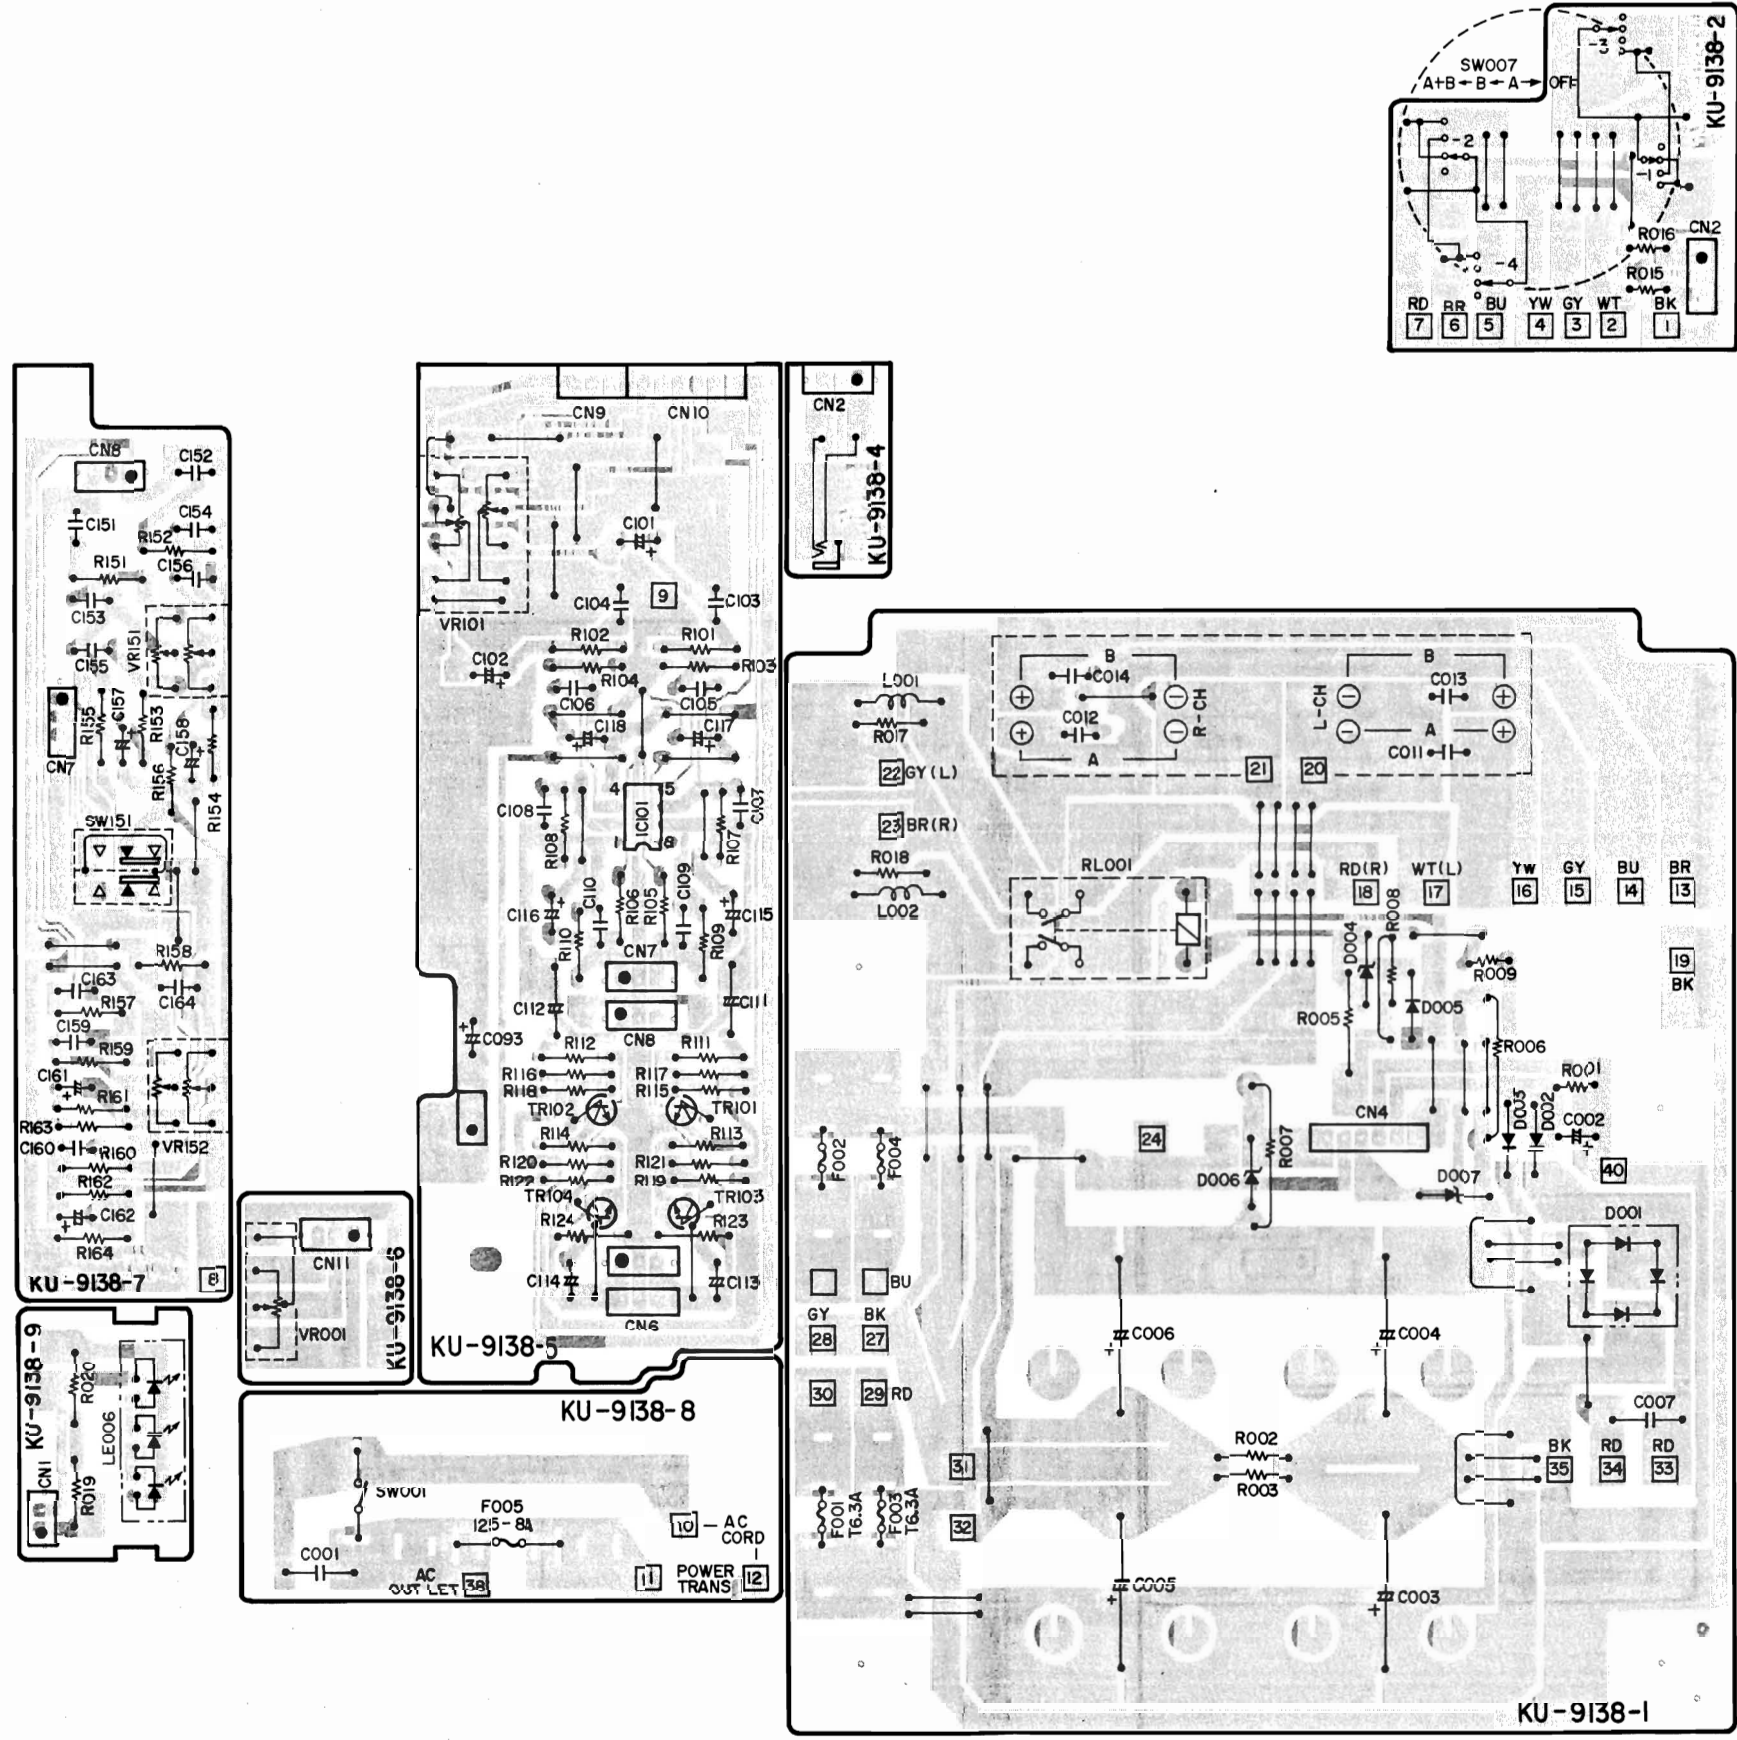 KU-9138-2
-3
SW007
A+B B A OFF
-2
-1
-4
R016
CN2
R015
RD BR BU YW GY WT BK
7 6 5 4 3 2 1
CN8
C152
C151
C154
R152
R151
C156
C153
VR151
C155
R155
C157
R153
C158
CN7
R156
R154
SW151
R158
C163
R157
C164
C159
R159
C161
R161
R163
C160
R160
VR152
R162
C162
R164
KU-9138-7
8
CN9
CN10
C101
VR101
C104
9
C103
R102
R101
C102
R104
R103
C106
C105
C118
C117
4
5
C108
IC101
C107
R108
R107
8
C116
R110
C110
R106
R105
C109
R109
C115
CN7
C112
C111
C093
CN8
R112
R111
R116
R117
R118
R115
TR102
TR101
R114
R113
R120
R121
R122
R119
TR104
TR103
R124
R123
C114
C113
CN6
KU-9138-5
CN2
KU-9138-4
CN11
VR001
KU-9138-6
KU-9138-9
R020
LE006
CN1
R019
KU-9138-8
SW001
F005
125-8A
10
AC
CORD
C001
AC
OUTLET
38
11
POWER
TRANS
12
L001
R017
22 GY(L)
23 BR(R)
R018
L002
B
C014
C012
A
R-CH
L-CH
B
C013
A
C011
21
20
RL001
RD(R)
18
WT(L)
17
YW
16
GY
15
BU
14
BR
13
R008
D004
R009
19
BK
R005
D005
R006
R001
CN4
D003
D002
C002
F002
F004
24
R007
D006
D007
40
D001
BU
GY
28
BK
27
C006
C004
30
29 RD
C007
R002
R003
BK
35
RD
34
RD
33
31
F001
T6.3A
F003
T6.3A
32
C005
C003
KU-9138-1